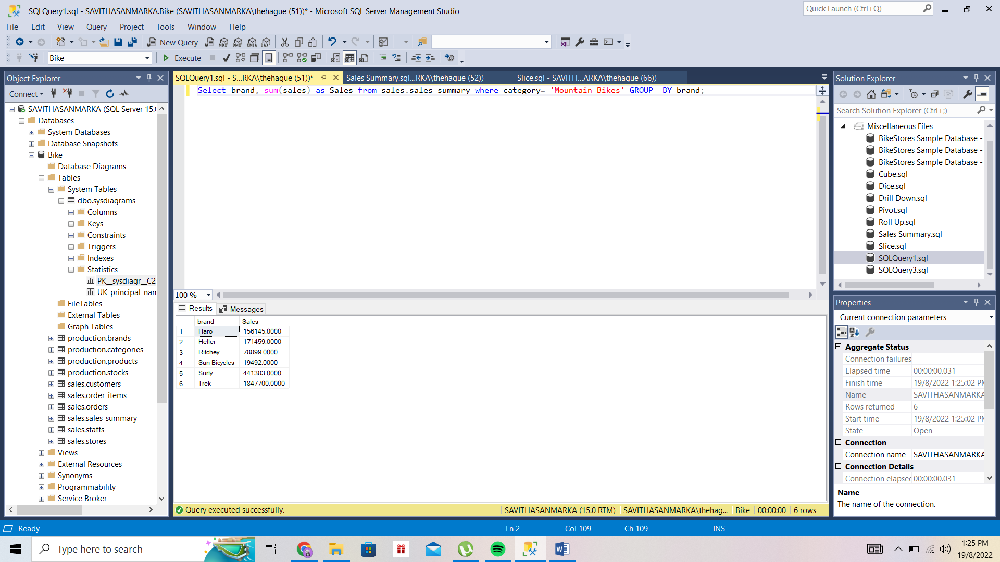 SQLQuery1.sql - SAVITHASANMARKA.Bike (SAVITHASANMARKA\thehague (51))* - Microsoft SQL Server Management Studio
Quick Launch (Ctrl+Q)
File Edit View Query Project Tools Window Help
New Query
MDX DMX XMLA DAX
Bike
Execute
Object Explorer
Connect
SAVITHASANMARKA (SQL Server 15.0
Databases
System Databases
Database Snapshots
Bike
Database Diagrams
Tables
System Tables
dbo.sysdiagrams
Columns
Keys
Constraints
Triggers
Indexes
Statistics
PK__sysdiagr__C2
UK_principal_nam
FileTables
External Tables
Graph Tables
production.brands
production.categories
production.products
production.stocks
sales.customers
sales.order_items
sales.orders
sales.sales_summary
sales.staffs
sales.stores
Views
External Resources
Synonyms
Programmability
Service Broker
SQLQuery1.sql - S...RKA\thehague (51))*
Sales Summary.sql...RKA\thehague (52))
Slice.sql - SAVITH...ARKA\thehague (66))
Select brand, sum(sales) as Sales from sales.sales_summary where category= 'Mountain Bikes' GROUP  BY brand;
100 %
Results
Messages
brand Sales
1 Haro 156145.0000
2 Heller 171459.0000
3 Ritchey 78899.0000
4 Sun Bicycles 19492.0000
5 Surly 441383.0000
6 Trek 1847700.0000
Query executed successfully.
SAVITHASANMARKA (15.0 RTM)
SAVITHASANMARKA\thehag...
Bike
00:00:00
6 rows
Solution Explorer
Search Solution Explorer (Ctrl+;)
Miscellaneous Files
BikeStores Sample Database -
BikeStores Sample Database -
BikeStores Sample Database -
Cube.sql
Dice.sql
Drill Down.sql
Pivot.sql
Roll Up.sql
Sales Summary.sql
Slice.sql
SQLQuery1.sql
SQLQuery3.sql
Properties
Current connection parameters
Aggregate Status
Connection failures
Elapsed time 00:00:00.031
Finish time 19/8/2022 1:25:02 PM
Name SAVITHASANMARKA
Rows returned 6
Start time 19/8/2022 1:25:02 PM
State Open
Connection
Connection name SAVITHASANMARKA
Connection Details
Connection elapsed 00:00:00.031
Name
The name of the connection.
Ready
Ln 2
Col 109
Ch 109
INS
Type here to search
1:25 PM
19/8/2022